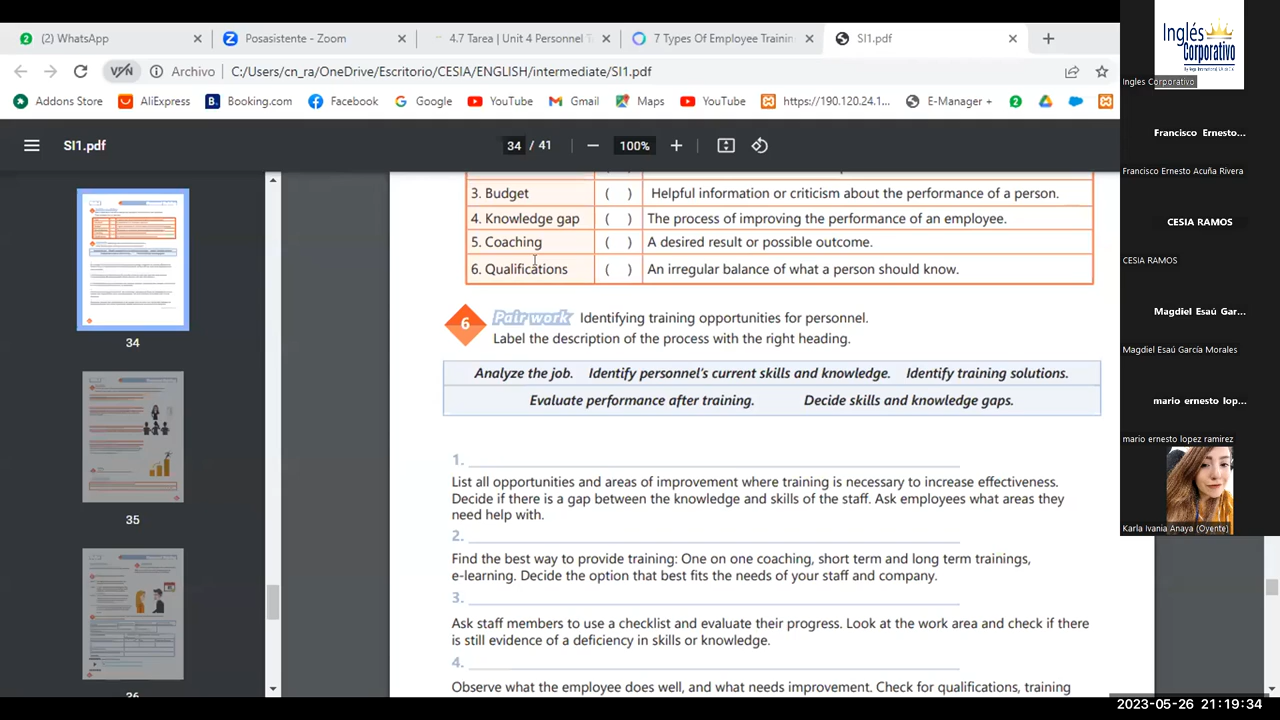 (2) WhatsApp
Posasistente - Zoom
4.7 Tarea | Unit 4 Personnel T
7 Types Of Employee Trainin
SI1.pdf
VPN
Archivo
C:/Users/cn_ra/OneDrive/Escritorio/CESIA/ENGLISH/intermediate/SI1.pdf
Addons Store
AliExpress
Booking.com
Facebook
Google
YouTube
Gmail
Maps
YouTube
https://190.120.24.1...
E-Manager +
SI1.pdf
34 / 41
100%
3. Budget ( ) Helpful information or criticism about the performance of a person.
4. Knowledge gap ( ) The process of improving the performance of an employee.
5. Coaching ( ) A desired result or possible outcome.
6. Qualifications ( ) An irregular balance of what a person should know.
6 Pair work Identifying training opportunities for personnel.
Label the description of the process with the right heading.
Analyze the job. Identify personnel's current skills and knowledge. Identify training solutions.
Evaluate performance after training. Decide skills and knowledge gaps.
1.
List all opportunities and areas of improvement where training is necessary to increase effectiveness.
Decide if there is a gap between the knowledge and skills of the staff. Ask employees what areas they
need help with.
2.
Find the best way to provide training: One on one coaching, short term and long term trainings,
e-learning. Decide the option that best fits the needs of your staff and company.
3.
Ask staff members to use a checklist and evaluate their progress. Look at the work area and check if there
is still evidence of a deficiency in skills or knowledge.
4.
Observe what the employee does well, and what needs improvement. Check for qualifications, training
34
35
36
Inglés
Corporativo
Ingles Corporativo
Francisco Ernesto...
Francisco Ernesto Acuña Rivera
CESIA RAMOS
CESIA RAMOS
Magdiel Esaú Gar...
Magdiel Esaú García Morales
mario ernesto lop...
mario ernesto lopez ramirez
Karla Ivania Anaya (Oyente)
2023-05-26 21:19:34